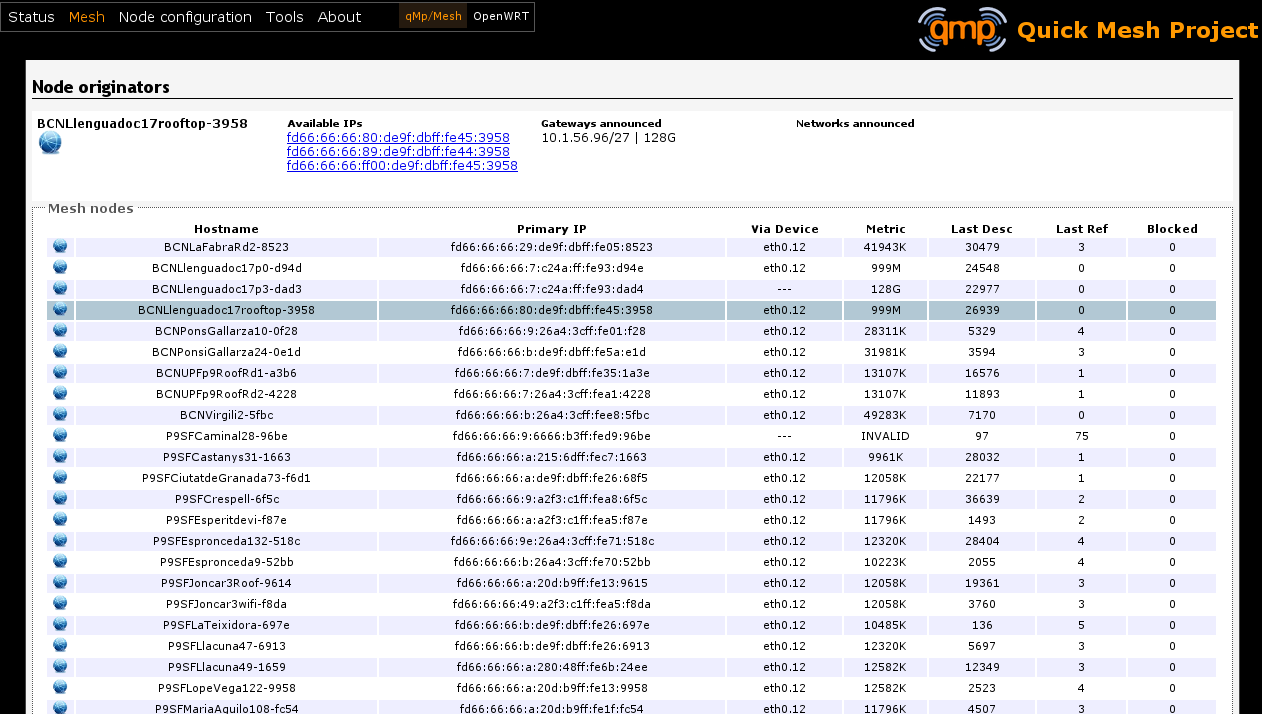 Status Mesh Node configuration Tools About qMp/Mesh OpenWRT
qmp Quick Mesh Project
Node originators
BCNLlenguadoc17rooftop-3958 Available IPs Gateways announced Networks announced
fd66:66:66:80:de9f:dbff:fe45:3958 10.1.56.96/27 | 128G
fd66:66:66:89:de9f:dbff:fe44:3958
fd66:66:66:ff00:de9f:dbff:fe45:3958
Mesh nodes
Hostname Primary IP Via Device Metric Last Desc Last Ref Blocked
BCNLaFabraRd2-8523 fd66:66:66:29:de9f:dbff:fe05:8523 eth0.12 41943K 30479 3 0
BCNLlenguadoc17p0-d94d fd66:66:66:7:c24a:ff:fe93:d94e eth0.12 999M 24548 0 0
BCNLlenguadoc17p3-dad3 fd66:66:66:7:c24a:ff:fe93:dad4 --- 128G 22977 0 0
BCNLlenguadoc17rooftop-3958 fd66:66:66:80:de9f:dbff:fe45:3958 eth0.12 999M 26939 0 0
BCNPonsGallarza10-0f28 fd66:66:66:9:26a4:3cff:fe01:f28 eth0.12 28311K 5329 4 0
BCNPonsiGallarza24-0e1d fd66:66:66:b:de9f:dbff:fe5a:e1d eth0.12 31981K 3594 3 0
BCNUPFp9RoofRd1-a3b6 fd66:66:66:7:de9f:dbff:fe35:1a3e eth0.12 13107K 16576 1 0
BCNUPFp9RoofRd2-4228 fd66:66:66:7:26a4:3cff:fea1:4228 eth0.12 13107K 11893 1 0
BCNVirgili2-5fbc fd66:66:66:b:26a4:3cff:fee8:5fbc eth0.12 49283K 7170 0 0
P9SFCaminal28-96be fd66:66:66:9:6666:b3ff:fed9:96be --- INVALID 97 75 0
P9SFCastanys31-1663 fd66:66:66:a:215:6dff:fec7:1663 eth0.12 9961K 28032 1 0
P9SFCiutatdeGranada73-f6d1 fd66:66:66:a:de9f:dbff:fe26:68f5 eth0.12 12058K 22177 1 0
P9SFCrespell-6f5c fd66:66:66:9:a2f3:c1ff:fea8:6f5c eth0.12 11796K 36639 2 0
P9SFEsperitdevi-f87e fd66:66:66:a:a2f3:c1ff:fea5:f87e eth0.12 11796K 1493 2 0
P9SFEspronceda132-518c fd66:66:66:9e:26a4:3cff:fe71:518c eth0.12 12320K 28404 4 0
P9SFEspronceda9-52bb fd66:66:66:b:26a4:3cff:fe70:52bb eth0.12 10223K 2055 4 0
P9SFJoncar3Roof-9614 fd66:66:66:a:20d:b9ff:fe13:9615 eth0.12 12058K 19361 3 0
P9SFJoncar3wifi-f8da fd66:66:66:49:a2f3:c1ff:fea5:f8da eth0.12 12058K 3760 3 0
P9SFLaTeixidora-697e fd66:66:66:b:de9f:dbff:fe26:697e eth0.12 10485K 136 5 0
P9SFLlacuna47-6913 fd66:66:66:b:de9f:dbff:fe26:6913 eth0.12 12320K 5697 3 0
P9SFLlacuna49-1659 fd66:66:66:a:280:48ff:fe6b:24ee eth0.12 12582K 12349 3 0
P9SFLopeVega122-9958 fd66:66:66:a:20d:b9ff:fe13:9958 eth0.12 12582K 2523 4 0
P9SFMariaAguilo108-fc54 fd66:66:66:a:20d:b9ff:fe1f:fc54 eth0.12 11796K 4507 3 0